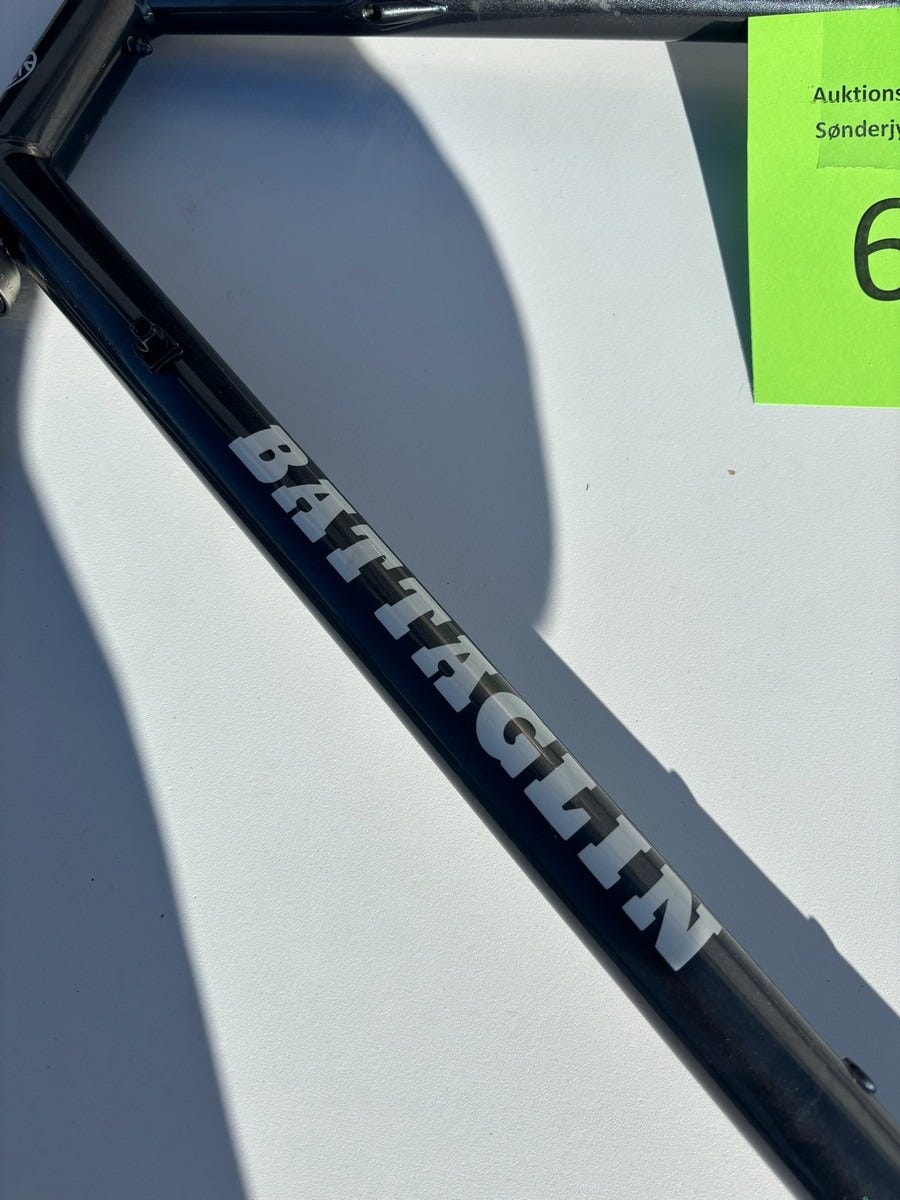 Auktions
Sønderjy
6
BATTAGLIN